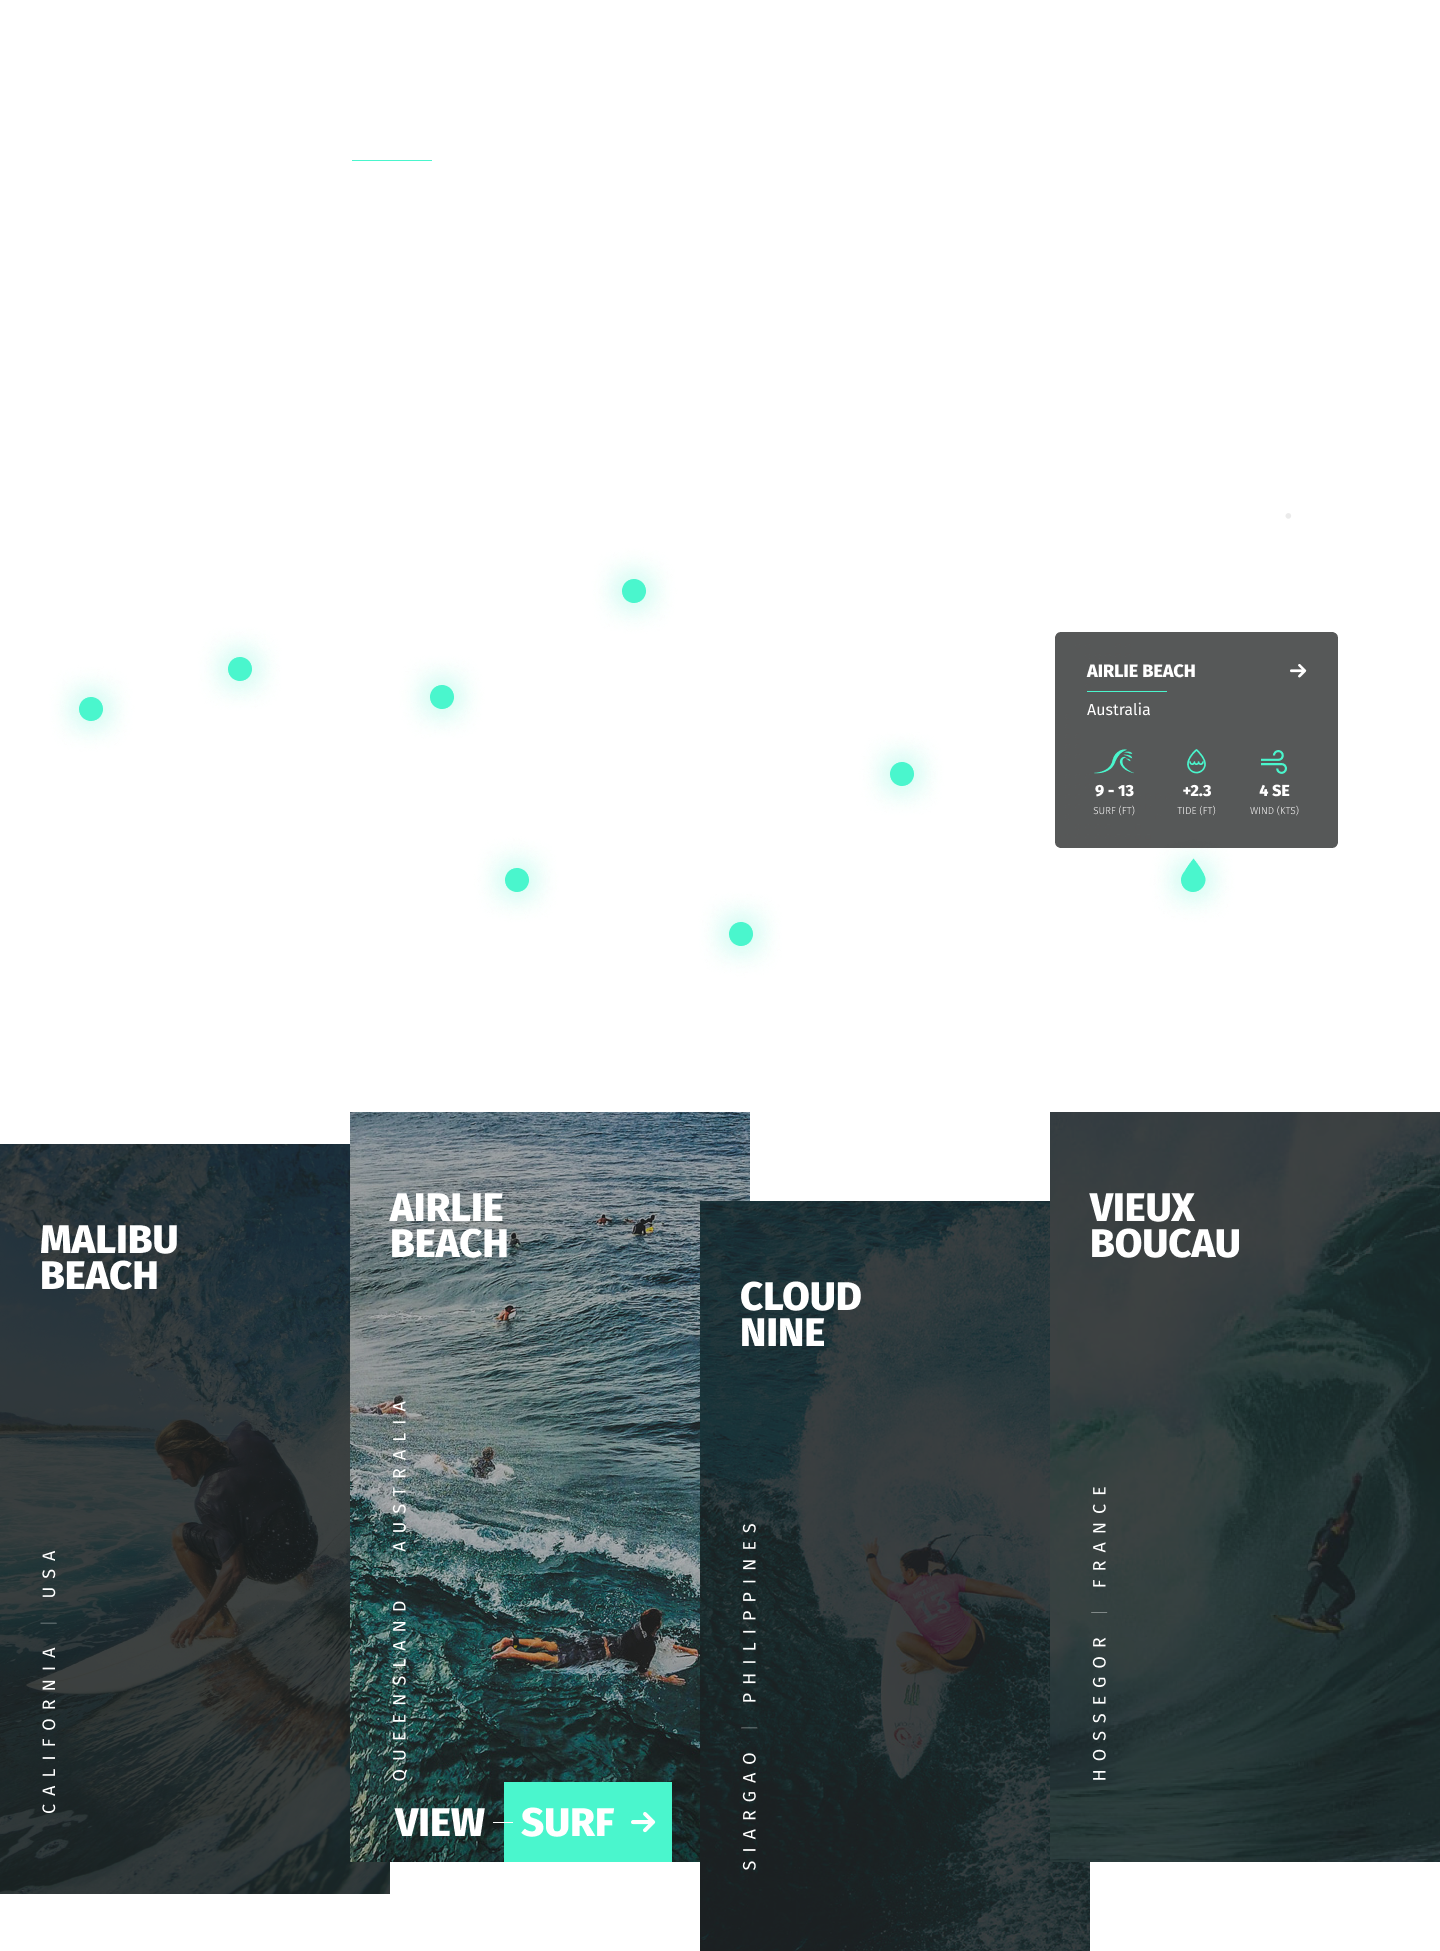 AIRLIE BEACH
Australia
9 - 13
+2.3
4 SE
SURF (FT)
TIDE (FT)
WIND (KTS)
MALIBU
BEACH
CALIFORNIA | USA
AIRLIE
BEACH
QUEENSLAND AUSTRALIA
VIEW — SURF
CLOUD
NINE
SIARGAO | PHILIPPINES
VIEUX
BOUCAU
HOSSEGOR | FRANCE